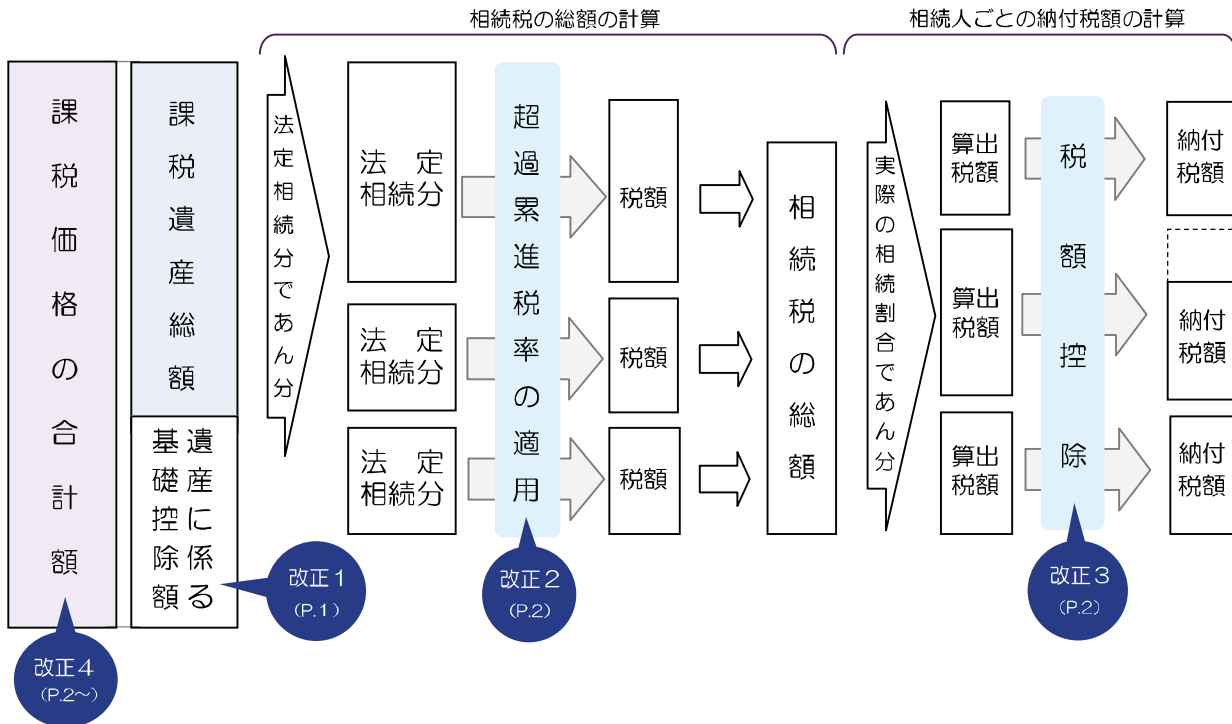 相続税の総額の計算
相続人ごとの納付税額の計算
課税価格の合計額
課税遺産総額
遺産に係る
基礎控除額
法定相続分であん分
法　定
相続分
法　定
相続分
法　定
相続分
超過累進税率の適用
税額
税額
税額
相続税の総額
実際の相続割合であん分
算出
税額
算出
税額
算出
税額
税額控除
納付
税額
納付
税額
納付
税額
改正1
(P.1)
改正2
(P.2)
改正3
(P.2)
改正4
(P.2～)